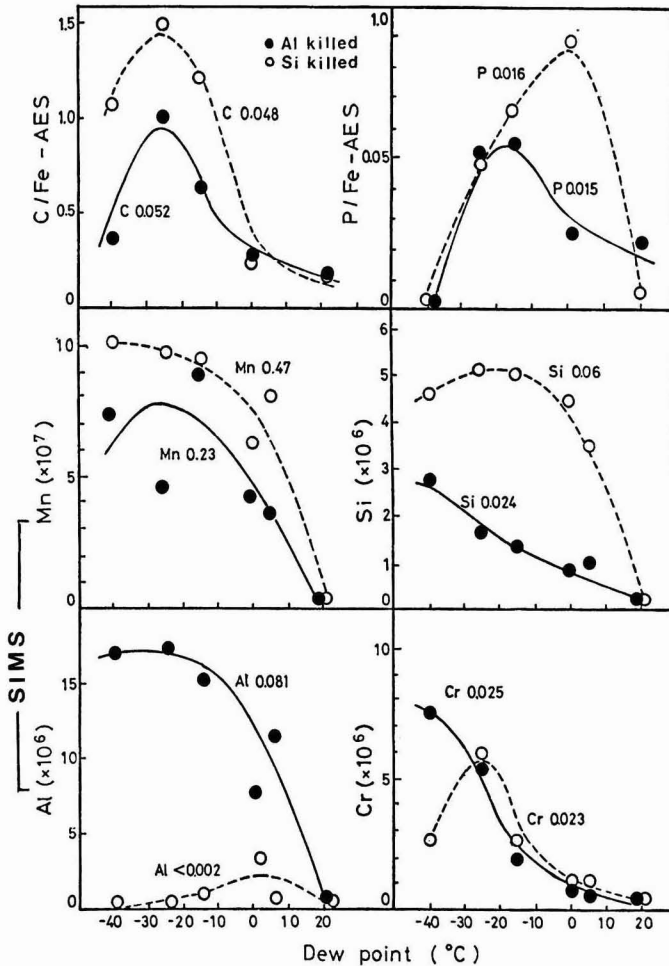 1.5
1.0
0.5
0
C/Fe-AES
● Al killed
○ Si killed
C 0.048
C 0.052
0.1
0.05
0
P/Fe-AES
P 0.016
P 0.015
10
5
0
Mn (×10⁷)
Mn 0.47
Mn 0.23
6
5
4
3
2
1
0
Si (×10⁶)
Si 0.06
Si 0.024
SIMS
15
10
5
0
Al (×10⁶)
Al 0.081
Al <0.002
10
5
0
Cr (×10⁶)
Cr 0.025
Cr 0.023
-40 -30 -20 -10 0 10 20
-40 -30 -20 -10 0 10 20
Dew point (°C)